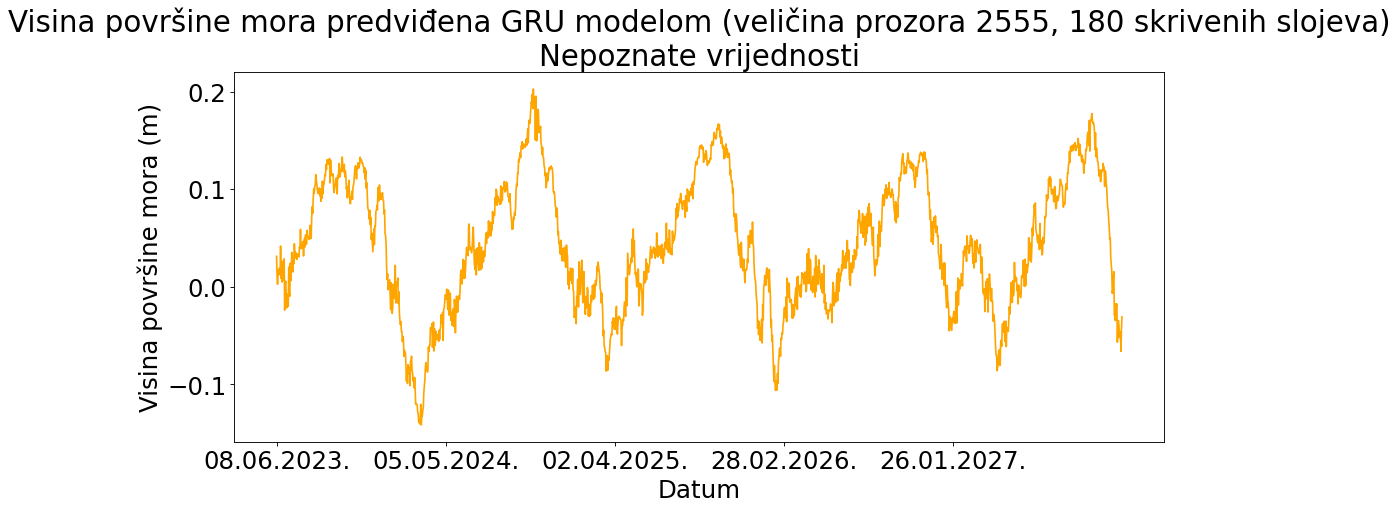 Visina površine mora predviđena GRU modelom (veličina prozora 2555, 180 skrivenih slojeva)
Nepoznate vrijednosti
Visina površine mora (m)
0.2
0.1
0.0
−0.1
08.06.2023. 05.05.2024. 02.04.2025. 28.02.2026. 26.01.2027.
Datum